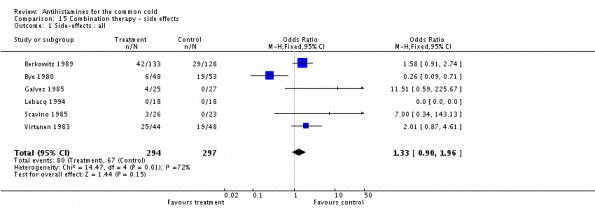 Review: Antihistamines for the common cold
Comparison: 15 Combination therapy - side effects
Outcome: 1 Side-effects : all
Study or subgroup Treatment Control Odds Ratio Odds Ratio
n/N n/N M-H,Fixed,95% CI M-H,Fixed,95% CI
Berkowitz 1989 42/133 29/128 1.58 [ 0.91, 2.74 ]
Bye 1980 6/48 19/53 0.26 [ 0.09, 0.71 ]
Galvez 1985 4/25 0/27 11.51 [ 0.59, 225.67 ]
Lebacq 1994 0/18 0/18 0.0 [ 0.0, 0.0 ]
Scavino 1985 3/26 0/23 7.00 [ 0.34, 143.13 ]
Virtanen 1983 25/44 19/48 2.01 [ 0.87, 4.61 ]
Total (95% CI) 294 297 1.33 [ 0.90, 1.96 ]
Total events: 80 (Treatment), 67 (Control)
Heterogeneity: Chi² = 14.47, df = 4 (P = 0.01); I² =72%
Test for overall effect: Z = 1.44 (P = 0.15)
0.02 0.1 1 10 50
Favours treatment Favours control